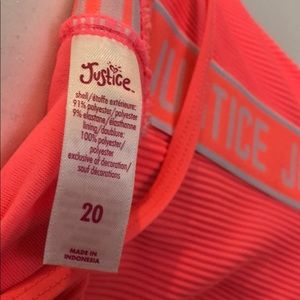 Justice
shell/étoffe extérieure:
91% polyester/polyester
9% elastane/élasthanne
lining/doublure:
100% polyester/
polyester
exclusive of decoration/
sauf décorations
20
MADE IN
INDONESIA
JUSTICE J